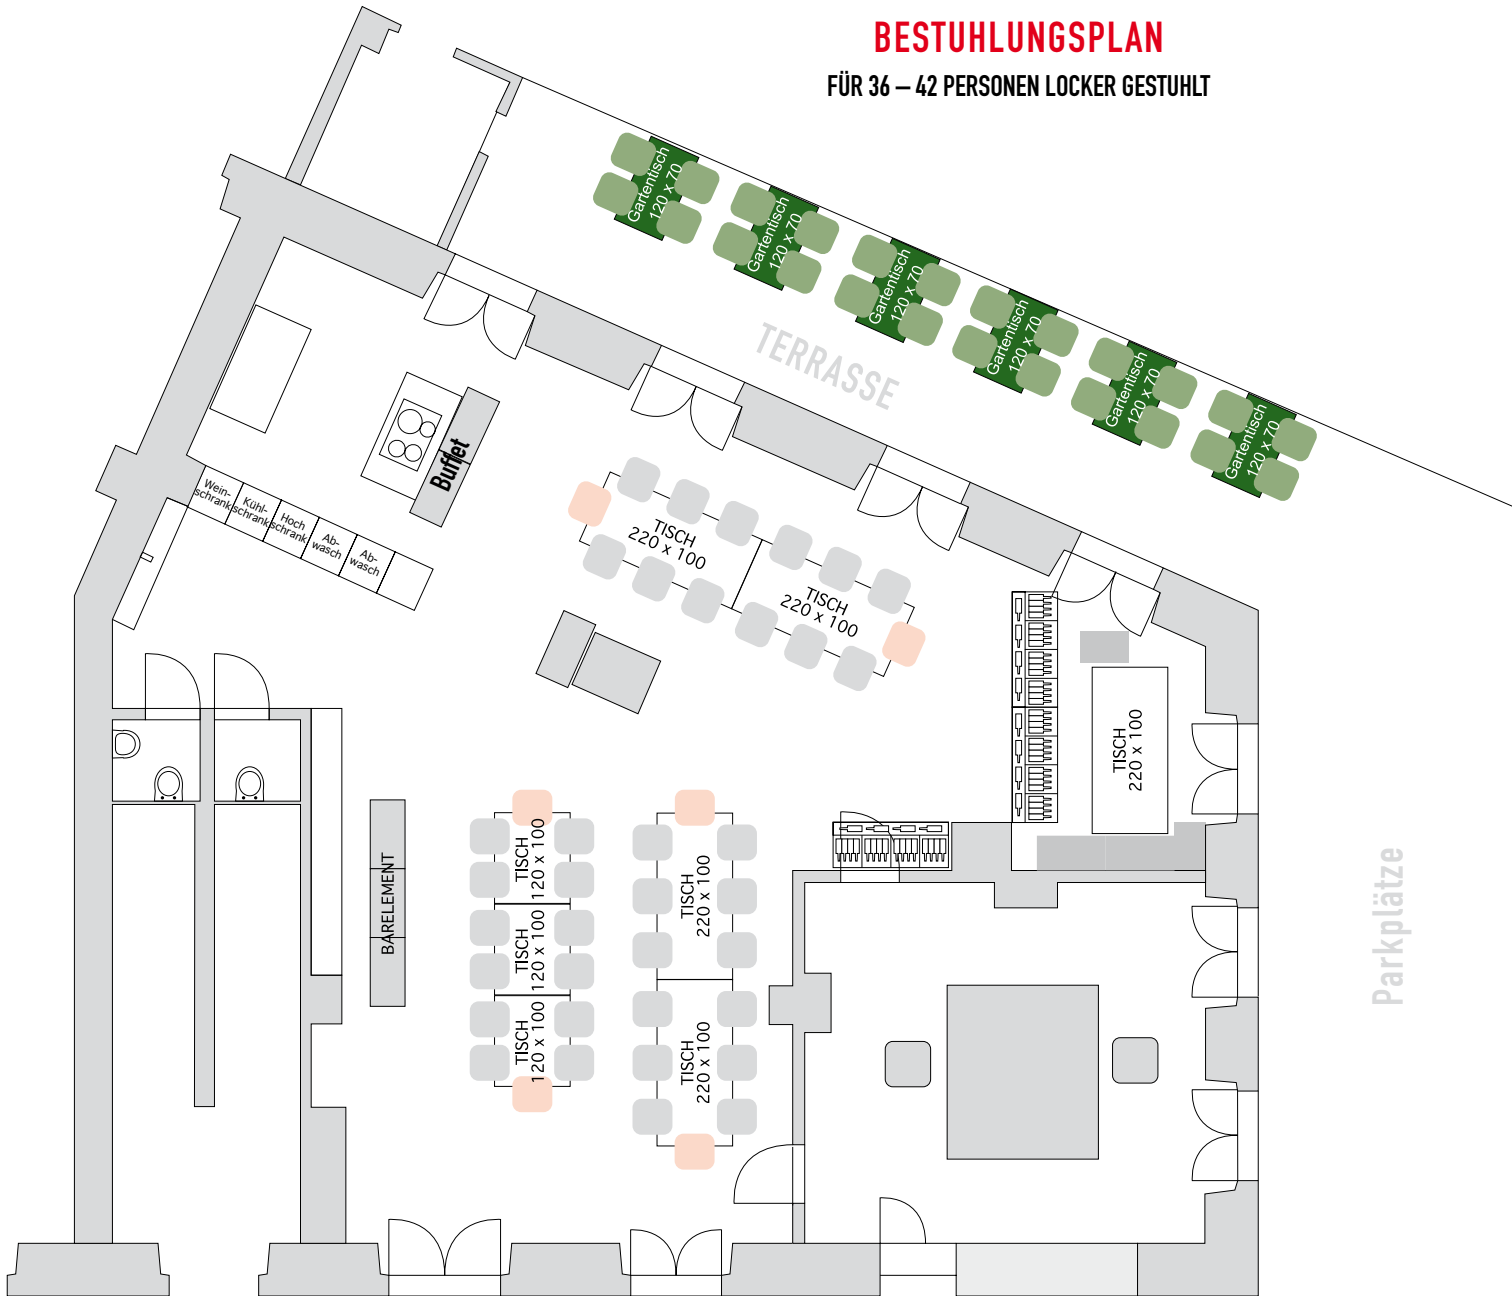 BESTUHLUNGSPLAN
FÜR 36 – 42 PERSONEN LOCKER GESTUHLT
Gartentisch
120 x 70
Gartentisch
120 x 70
Gartentisch
120 x 70
Gartentisch
120 x 70
Gartentisch
120 x 70
Gartentisch
120 x 70
TERRASSE
Buffet
Wein-
schrank
Kühl-
schrank
Hoch
schrank
Ab-
wasch
Ab-
wasch
TISCH
220 x 100
TISCH
220 x 100
TISCH
220 x 100
BARELEMENT
TISCH
120 x 100
TISCH
120 x 100
TISCH
120 x 100
TISCH
220 x 100
TISCH
220 x 100
Parkplätze